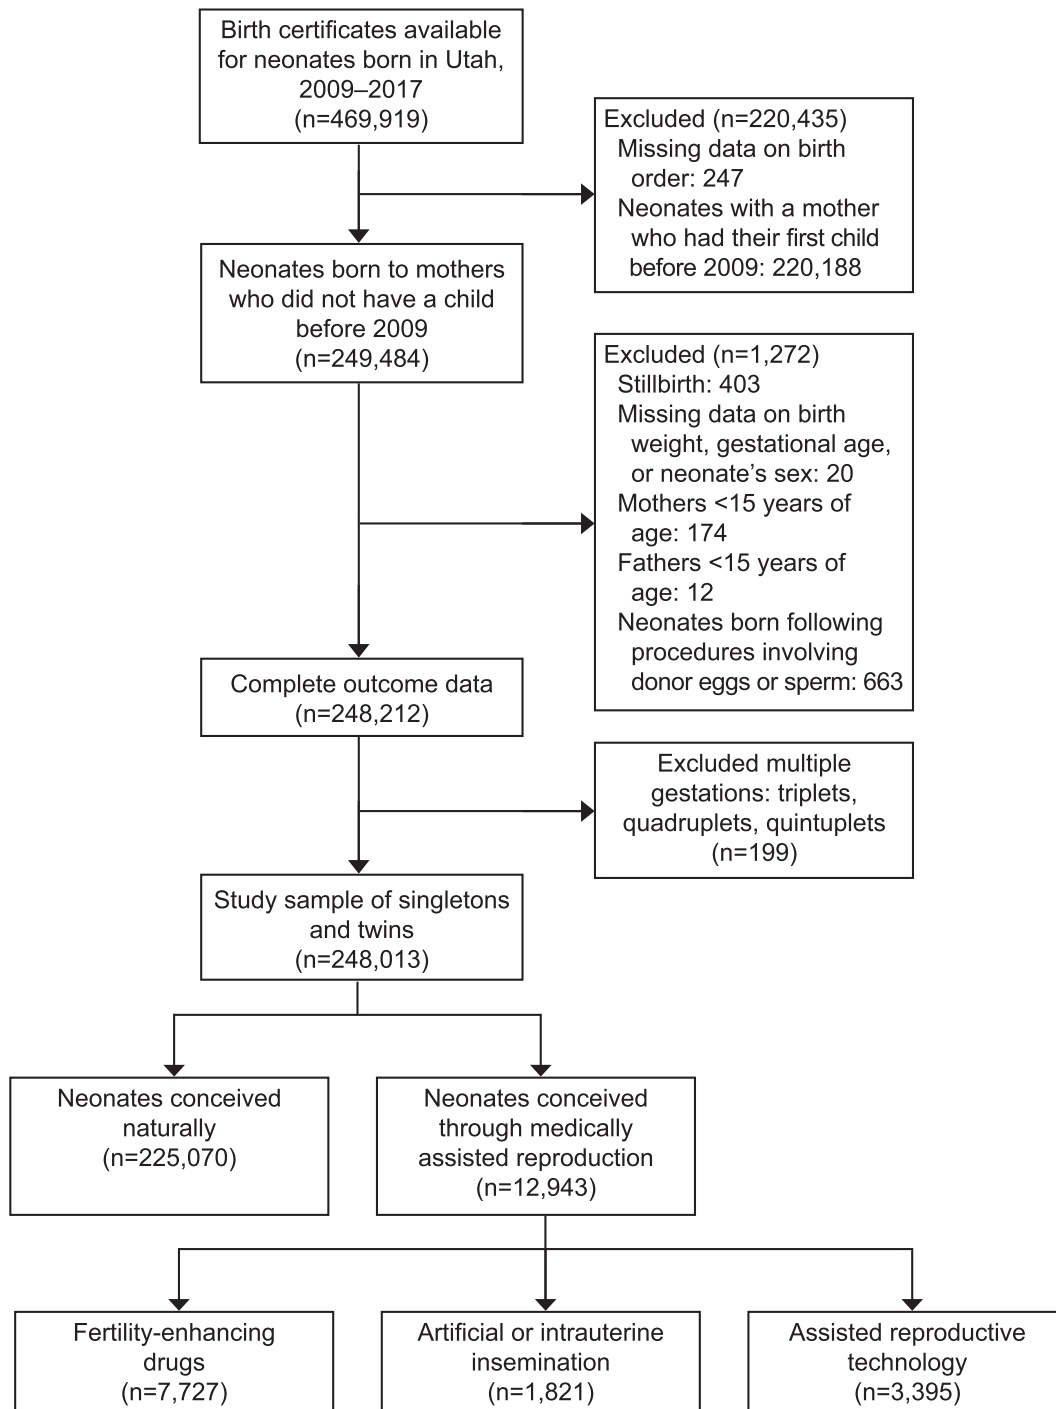 Birth certificates available
for neonates born in Utah,
2009–2017
(n=469,919)
Excluded (n=220,435)
Missing data on birth
order: 247
Neonates with a mother
who had their first child
before 2009: 220,188
Neonates born to mothers
who did not have a child
before 2009
(n=249,484)
Excluded (n=1,272)
Stillbirth: 403
Missing data on birth
weight, gestational age,
or neonate’s sex: 20
Mothers <15 years of
age: 174
Fathers <15 years of
age: 12
Neonates born following
procedures involving
donor eggs or sperm: 663
Complete outcome data
(n=248,212)
Excluded multiple
gestations: triplets,
quadruplets, quintuplets
(n=199)
Study sample of singletons
and twins
(n=248,013)
Neonates conceived
naturally
(n=225,070)
Neonates conceived
through medically
assisted reproduction
(n=12,943)
Fertility-enhancing
drugs
(n=7,727)
Artificial or intrauterine
insemination
(n=1,821)
Assisted reproductive
technology
(n=3,395)